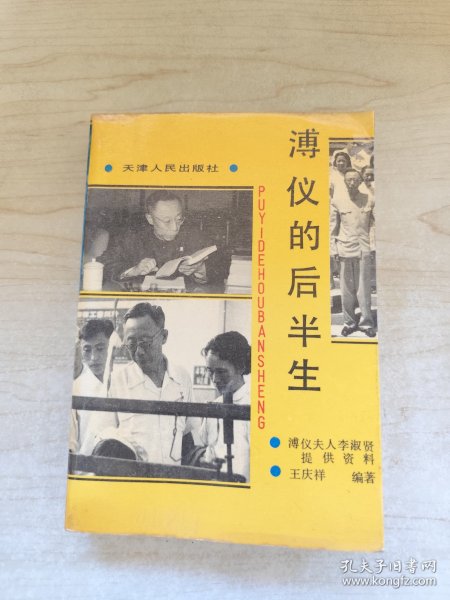 天津人民出版社
溥仪的后半生
PUYIDEHOUBANSHENG
溥仪夫人李淑贤
提供资料
王庆祥 编著
孔夫子旧书网
www.kongfz.com